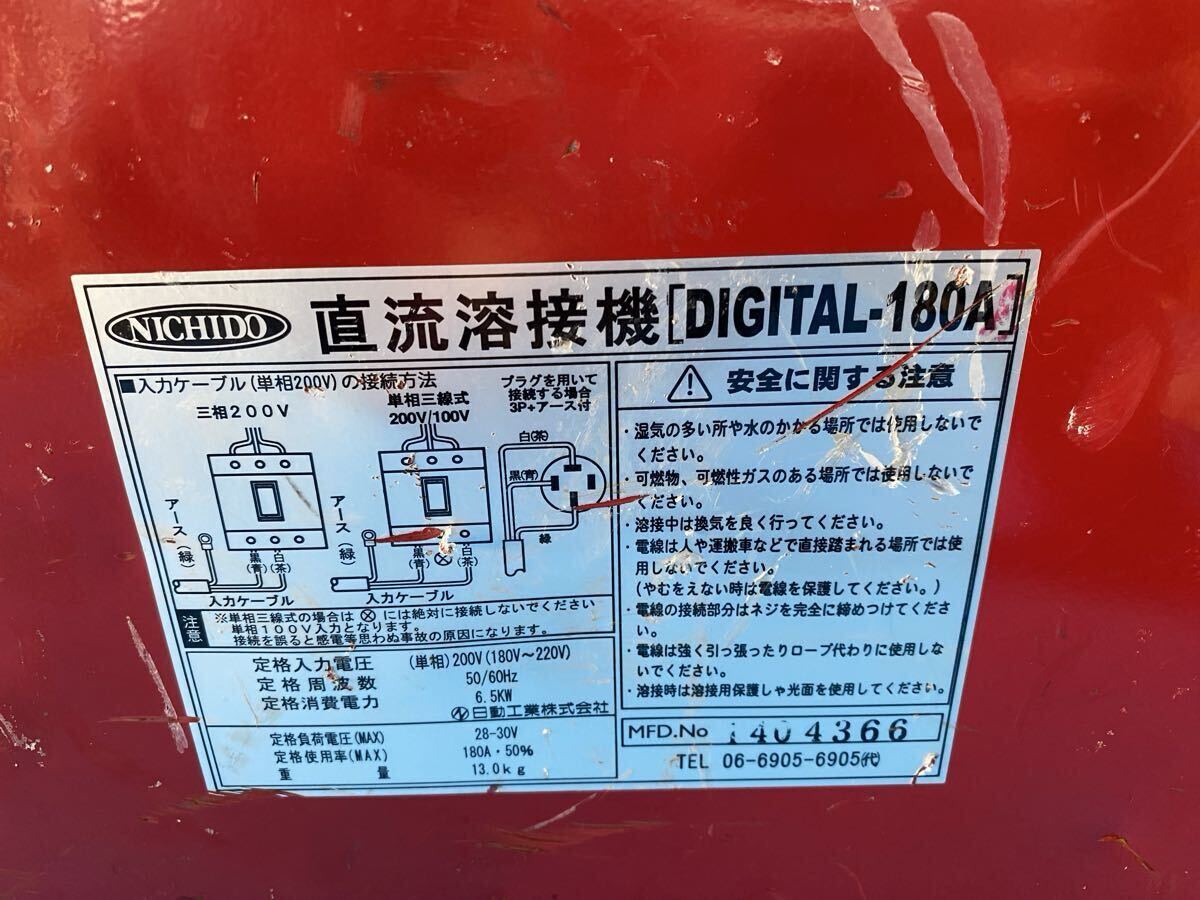 NICHIDO
直流溶接機[DIGITAL-180A]
■入力ケーブル(単相200V)の接続方法
三相200V
単相三線式
200V/100V
プラグを用いて
接続する場合
3P+アース付
白(茶)
黒(青)
緑
アース(緑)
黒(青)
白(茶)
入力ケーブル
アース(緑)
黒(青)
白(茶)
入力ケーブル
注意
※単相三線式の場合は⊗には絶対に接続しないでください
単相100V入力となります。
接続を誤ると感電等思わぬ事故の原因になります。
定格入力電圧 (単相)200V(180V~220V)
定格周波数 50/60Hz
定格消費電力 6.5KW
日動工業株式会社
定格負荷電圧(MAX) 28-30V
定格使用率(MAX) 180A・50%
重量 13.0kg
安全に関する注意
・湿気の多い所や水のかかる場所では使用しないで
ください。
・可燃物、可燃性ガスのある場所では使用しないで
ください。
・溶接中は換気を良く行ってください。
・電線は人や運搬車などで直接踏まれる場所では使
用しないでください。
(やむをえない時は電線を保護してください。)
・電線の接続部分はネジを完全に締めつけてくださ
い。
・電線は強く引っ張ったりロープ代わりに使用しな
いでください。
・溶接時は溶接用保護しゃ光面を使用してください。
MFD.No 1404366
TEL 06-6905-6905㈹